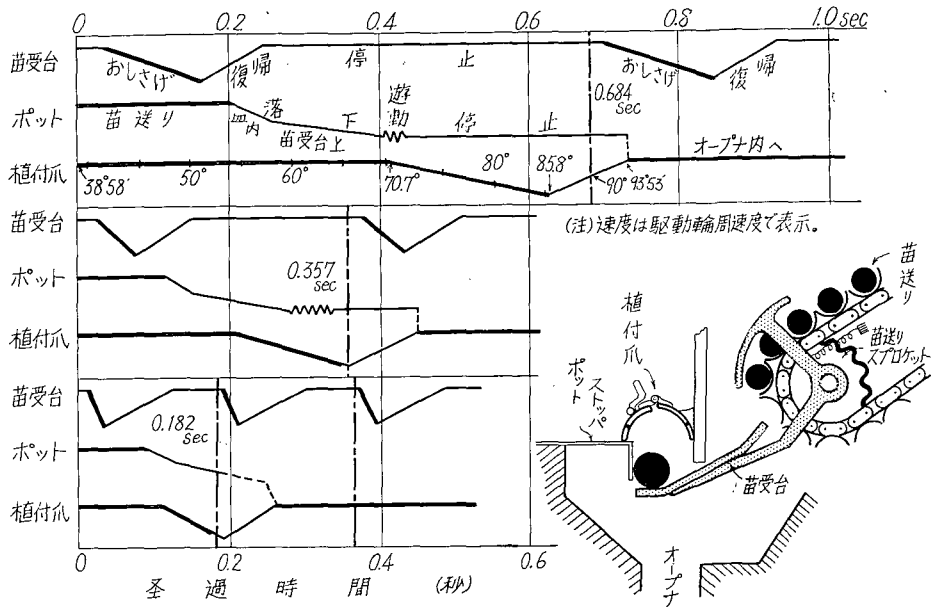 0 0.2 0.4 0.6 0.8 1.0 sec
苗受台 おしさげ 復帰 停止 おしさげ 復帰
ポット 苗送り 皿内 落下 苗受台上 遊動 停止 0.684 sec
植付爪 38°58′ 50° 60° 70.7° 80° 85.8° 90° 93°53′ オープナ内へ
(注)速度は駆動輪周速度で表示。
苗受台
ポット 0.357 sec
植付爪
苗受台 0.182 sec
ポット
植付爪
0 0.2 0.4 0.6
圣過時間 (秒)
苗送り
植付爪
苗送りスプロケット
ポットストッパ
苗受台
オープナ